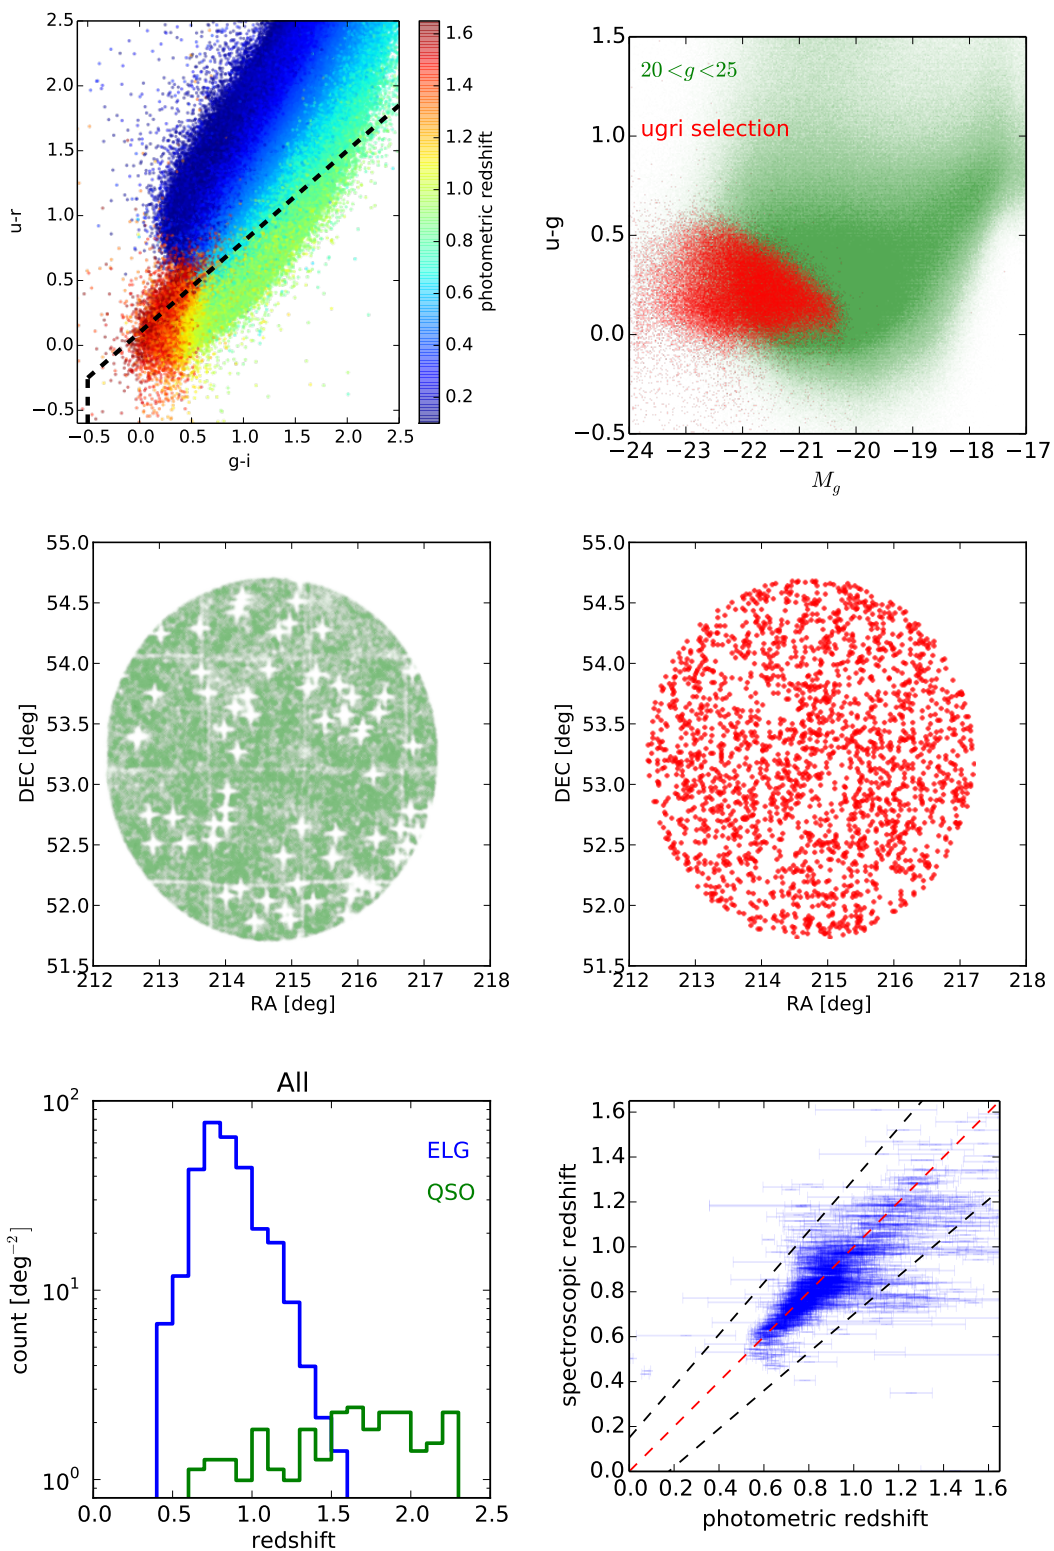 2.5
2.0
1.5
1.0
0.5
0.0
−0.5
u-r
−0.5 0.0 0.5 1.0 1.5 2.0 2.5
g-i
1.6
1.4
1.2
1.0
0.8
0.6
0.4
0.2
photometric redshift
1.5
1.0
0.5
0.0
−0.5
u-g
20 < g < 25
ugri selection
−24 −23 −22 −21 −20 −19 −18 −17
M_g
55.0
54.5
54.0
53.5
53.0
52.5
52.0
51.5
DEC [deg]
212 213 214 215 216 217 218
RA [deg]
55.0
54.5
54.0
53.5
53.0
52.5
52.0
51.5
DEC [deg]
212 213 214 215 216 217 218
RA [deg]
All
10²
10¹
10⁰
count [deg⁻²]
ELG
QSO
0.0 0.5 1.0 1.5 2.0 2.5
redshift
1.6
1.4
1.2
1.0
0.8
0.6
0.4
0.2
0.0
spectroscopic redshift
0.0 0.2 0.4 0.6 0.8 1.0 1.2 1.4 1.6
photometric redshift